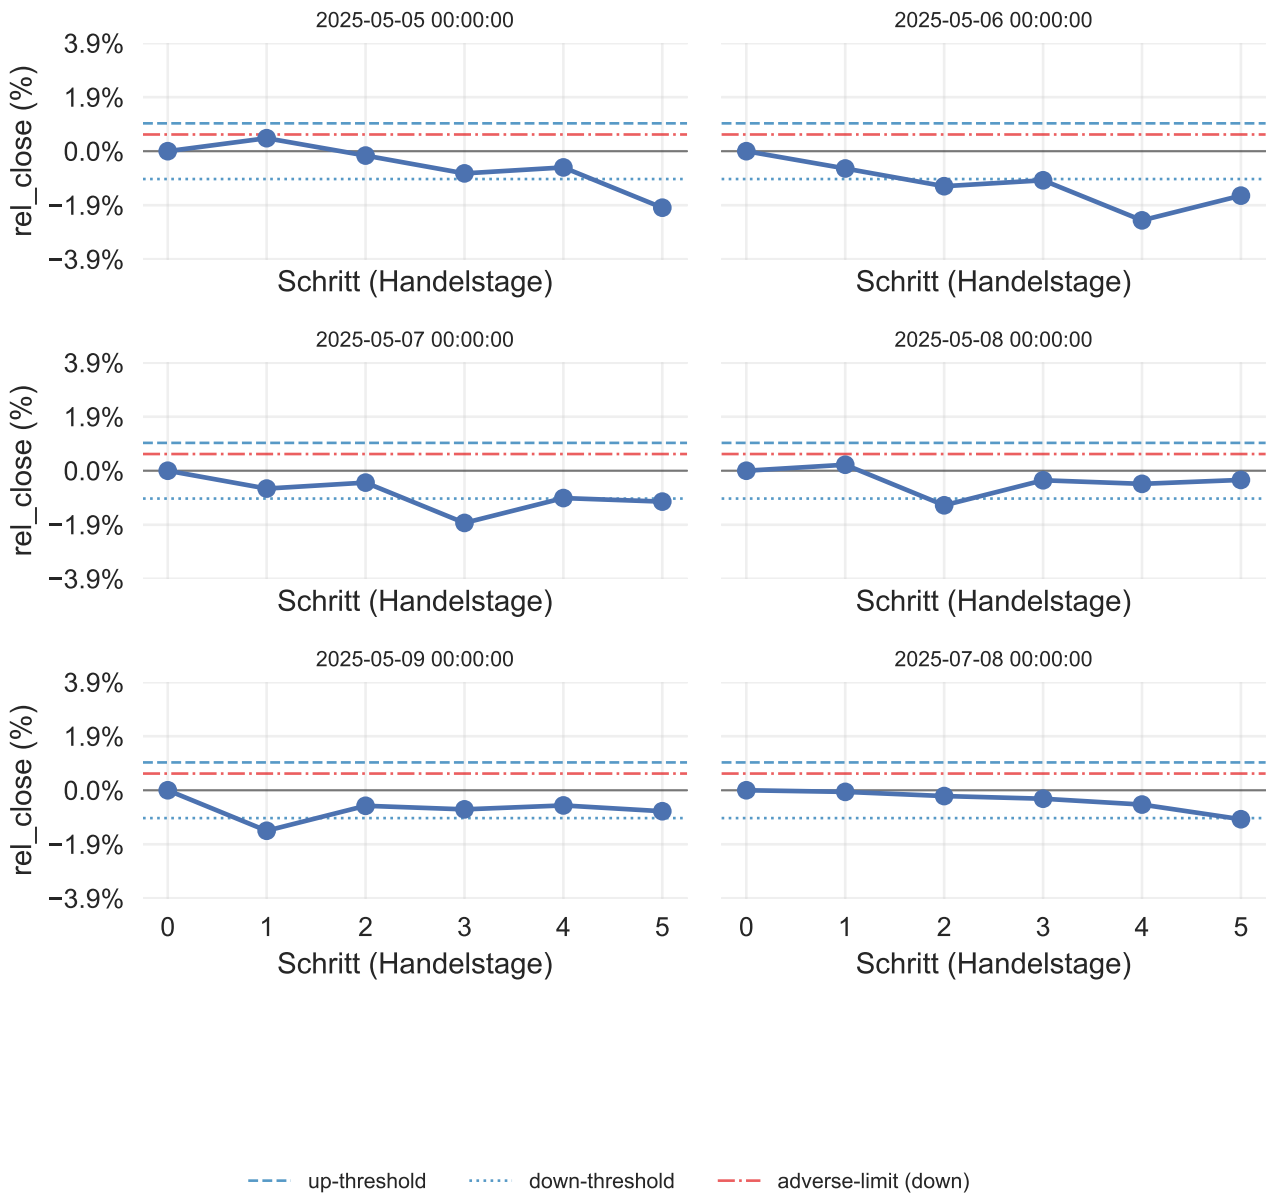 2025-05-05 00:00:00
2025-05-06 00:00:00
rel_close (%)
3.9%
1.9%
0.0%
−1.9%
−3.9%
Schritt (Handelstage)
Schritt (Handelstage)
2025-05-07 00:00:00
2025-05-08 00:00:00
rel_close (%)
3.9%
1.9%
0.0%
−1.9%
−3.9%
Schritt (Handelstage)
Schritt (Handelstage)
2025-05-09 00:00:00
2025-07-08 00:00:00
rel_close (%)
3.9%
1.9%
0.0%
−1.9%
−3.9%
0 1 2 3 4 5
0 1 2 3 4 5
Schritt (Handelstage)
Schritt (Handelstage)
up-threshold down-threshold adverse-limit (down)